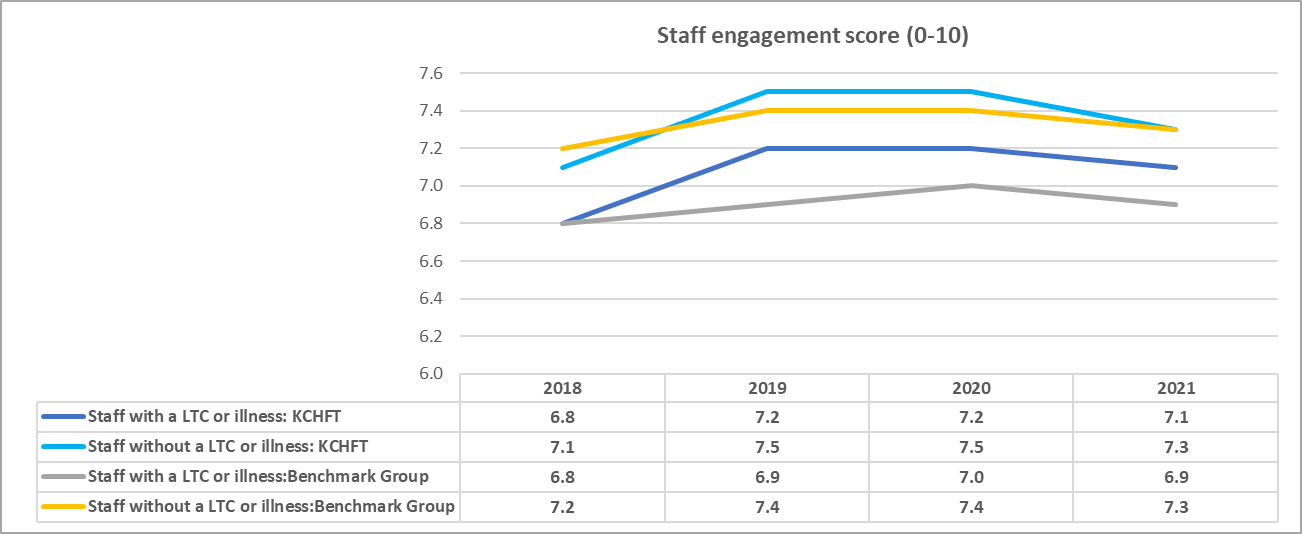 Staff engagement score (0-10)
7.6
7.4
7.2
7.0
6.8
6.6
6.4
6.2
6.0
2018 2019 2020 2021
Staff with a LTC or illness: KCHFT 6.8 7.2 7.2 7.1
Staff without a LTC or illness: KCHFT 7.1 7.5 7.5 7.3
Staff with a LTC or illness:Benchmark Group 6.8 6.9 7.0 6.9
Staff without a LTC or illness:Benchmark Group 7.2 7.4 7.4 7.3